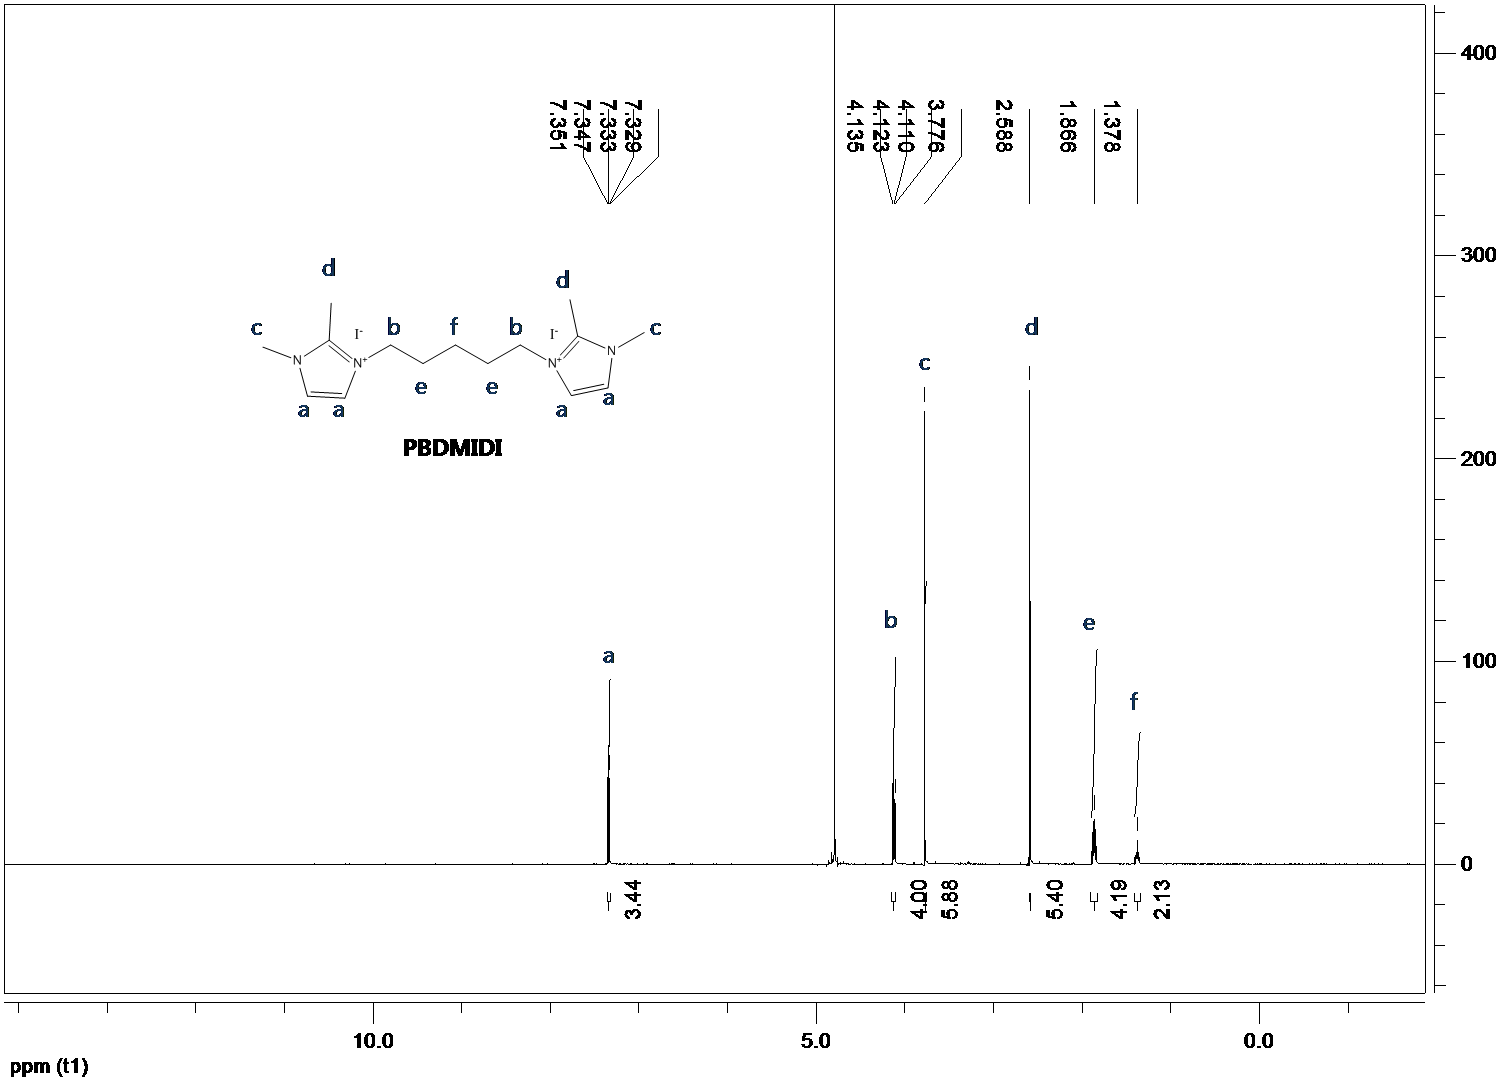 7.351
7.347
7.333
7.329
4.135
4.123
4.110
3.776
2.588
1.866
1.378
400
300
200
100
0
d
d
c
I-
b
f
b
I-
c
N
N+
N+
N
e
e
a
a
a
a
PBDMIDI
a
b
c
d
e
f
3.44
4.00
5.88
5.40
4.19
2.13
10.0
5.0
0.0
ppm (t1)